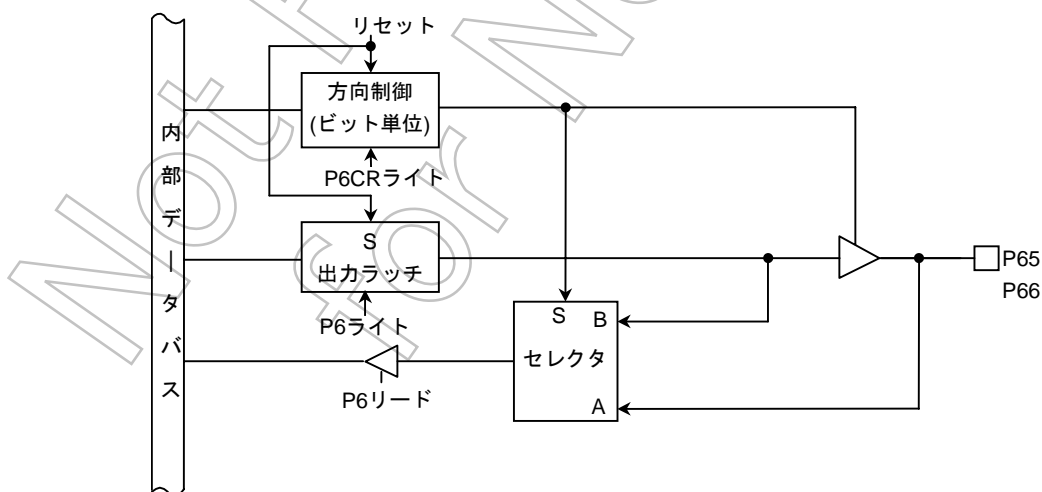 リセット
方向制御
(ビット単位)
P6CRライト
内部データバス
S
出力ラッチ
P6ライト
P65
P66
S
B
セレクタ
A
P6リード
Not R
for N